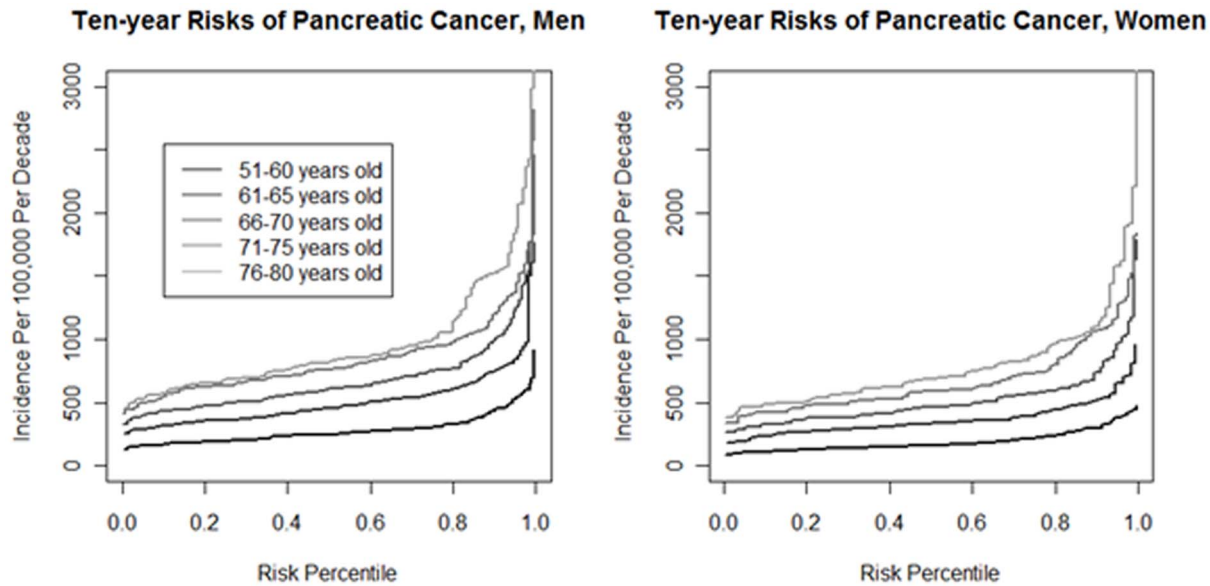 Ten-year Risks of Pancreatic Cancer, Men
Incidence Per 100,000 Per Decade
3000
2000
1000
500
0
51-60 years old
61-65 years old
66-70 years old
71-75 years old
76-80 years old
0.0 0.2 0.4 0.6 0.8 1.0
Risk Percentile
Ten-year Risks of Pancreatic Cancer, Women
Incidence Per 100,000 Per Decade
3000
2000
1000
500
0
0.0 0.2 0.4 0.6 0.8 1.0
Risk Percentile